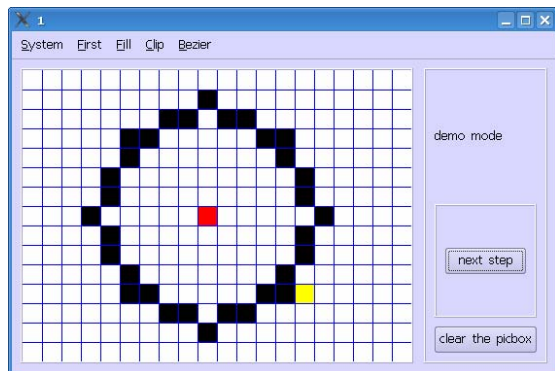 1
System First Fill Clip Bezier
demo mode
next step
clear the picbox